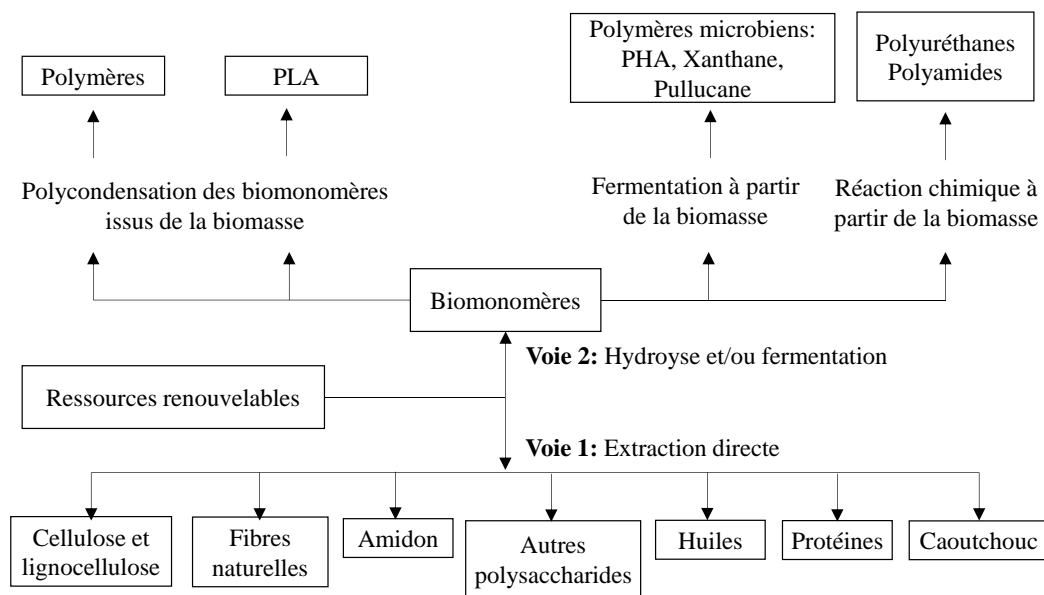 Polymères
PLA
Polymères microbiens:
PHA, Xanthane,
Pullucane
Polyuréthanes
Polyamides
Polycondensation des biomonomères
issus de la biomasse
Fermentation à partir
de la biomasse
Réaction chimique à
partir de la biomasse
Biomonomères
Voie 2: Hydroyse et/ou fermentation
Ressources renouvelables
Voie 1: Extraction directe
Cellulose et
lignocellulose
Fibres
naturelles
Amidon
Autres
polysaccharides
Huiles
Protéines
Caoutchouc